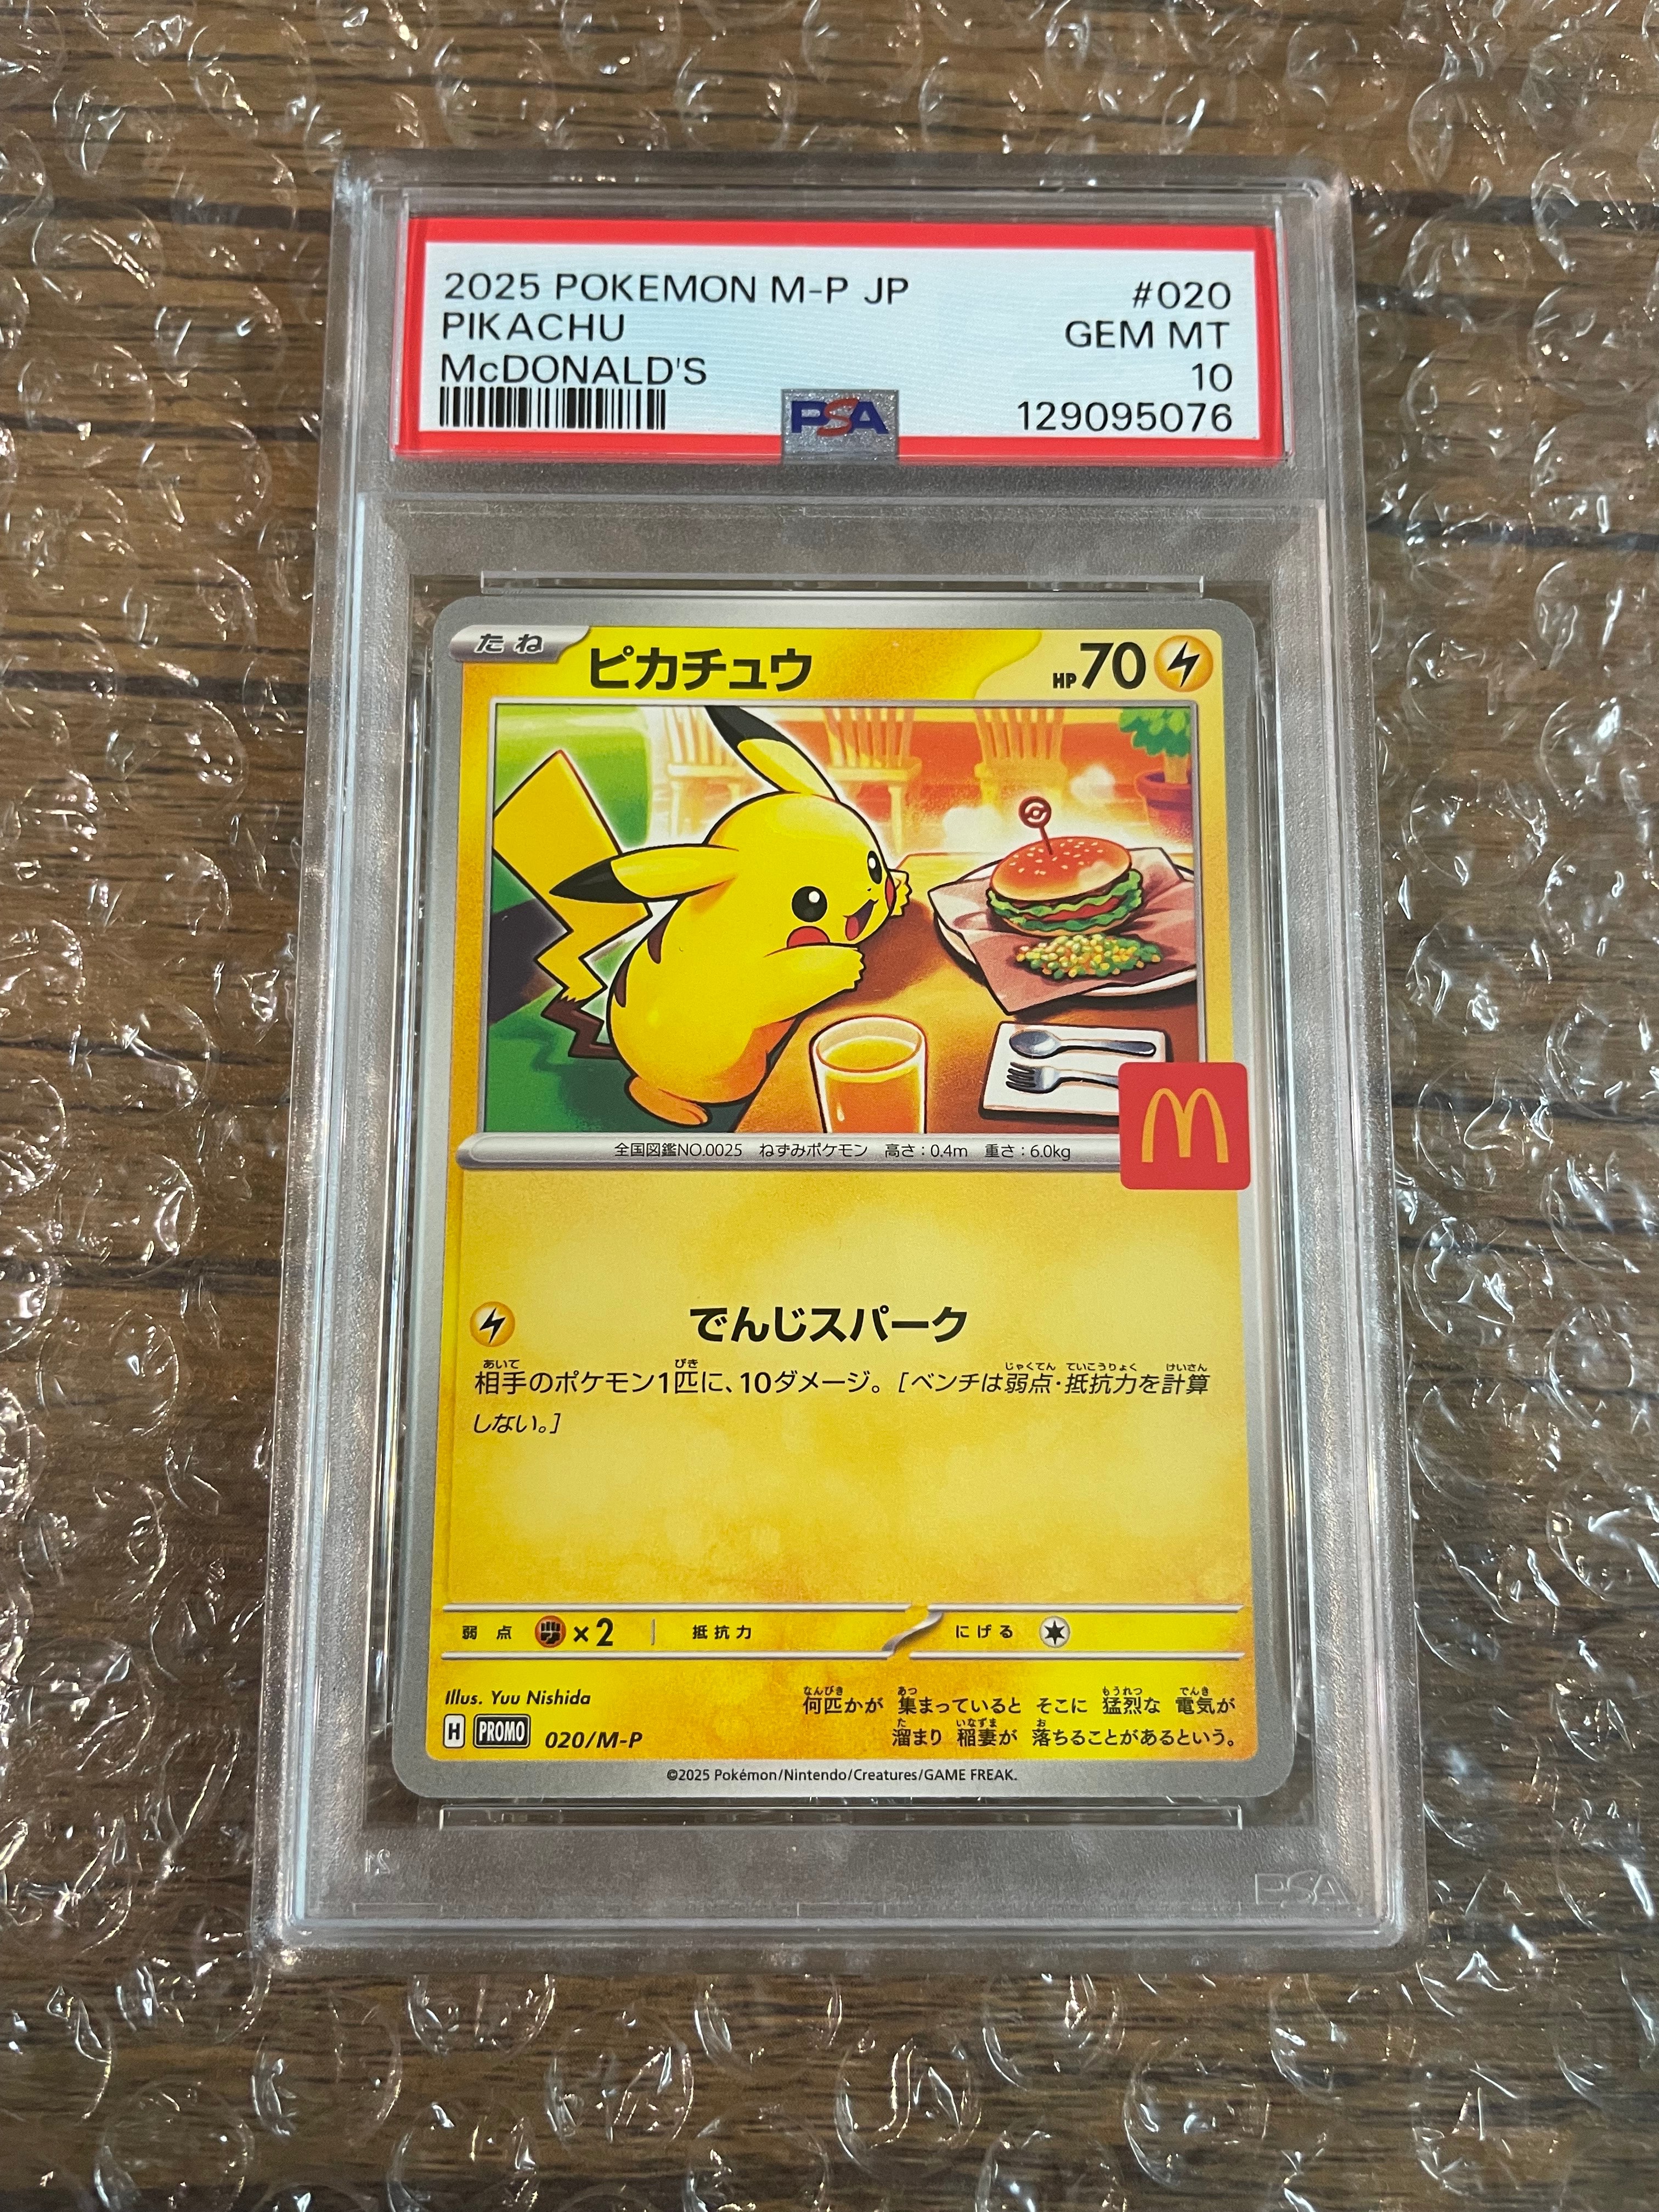 2025 POKEMON M-P JP #020
PIKACHU GEM MT
McDONALD'S 10
PSA 129095076
たね ピカチュウ HP70
M
全国図鑑NO.0025 ねずみポケモン 高さ:0.4m 重さ:6.0kg
でんじスパーク
あいて びき じゃくてん ていこうりょく けいさん
相手のポケモン1匹に、10ダメージ。[ベンチは弱点・抵抗力を計算
しない。]
弱点 ×2 抵抗力 にげる
Illus. Yuu Nishida
H PROMO 020/M-P
なんびき あつ もうれつ でんき
何匹かが 集まっていると そこに 猛烈な 電気が
た いなずま お
溜まり 稲妻が 落ちることがあるという。
©2025 Pokémon/Nintendo/Creatures/GAME FREAK.
PSA